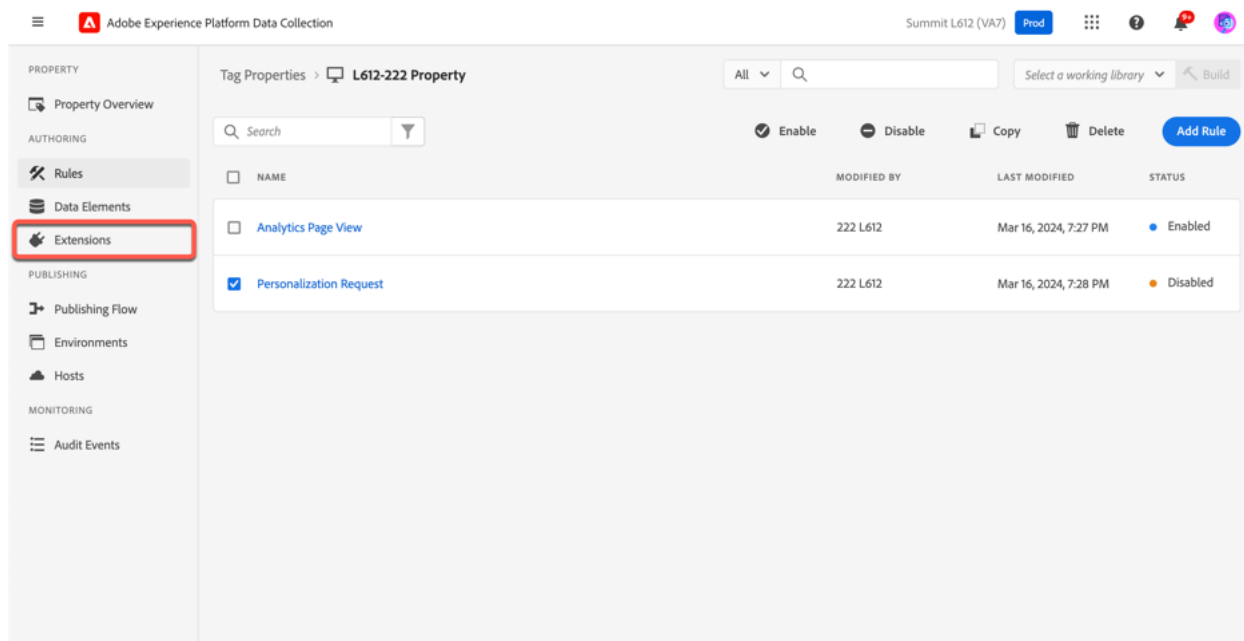 Adobe Experience Platform Data Collection Summit L612 (VA7) Prod 9+
PROPERTY
Property Overview
AUTHORING
Rules
Data Elements
Extensions
PUBLISHING
Publishing Flow
Environments
Hosts
MONITORING
Audit Events
Tag Properties > L612-222 Property All Select a working library Build
Search Enable Disable Copy Delete Add Rule
NAME MODIFIED BY LAST MODIFIED STATUS
Analytics Page View 222 L612 Mar 16, 2024, 7:27 PM Enabled
Personalization Request 222 L612 Mar 16, 2024, 7:28 PM Disabled